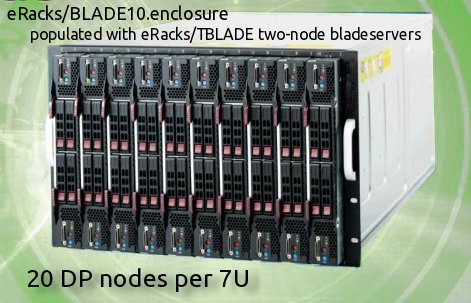 eRacks/BLADE10.enclosure
populated with eRacks/TBLADE two-node bladeservers
20 DP nodes per 7U